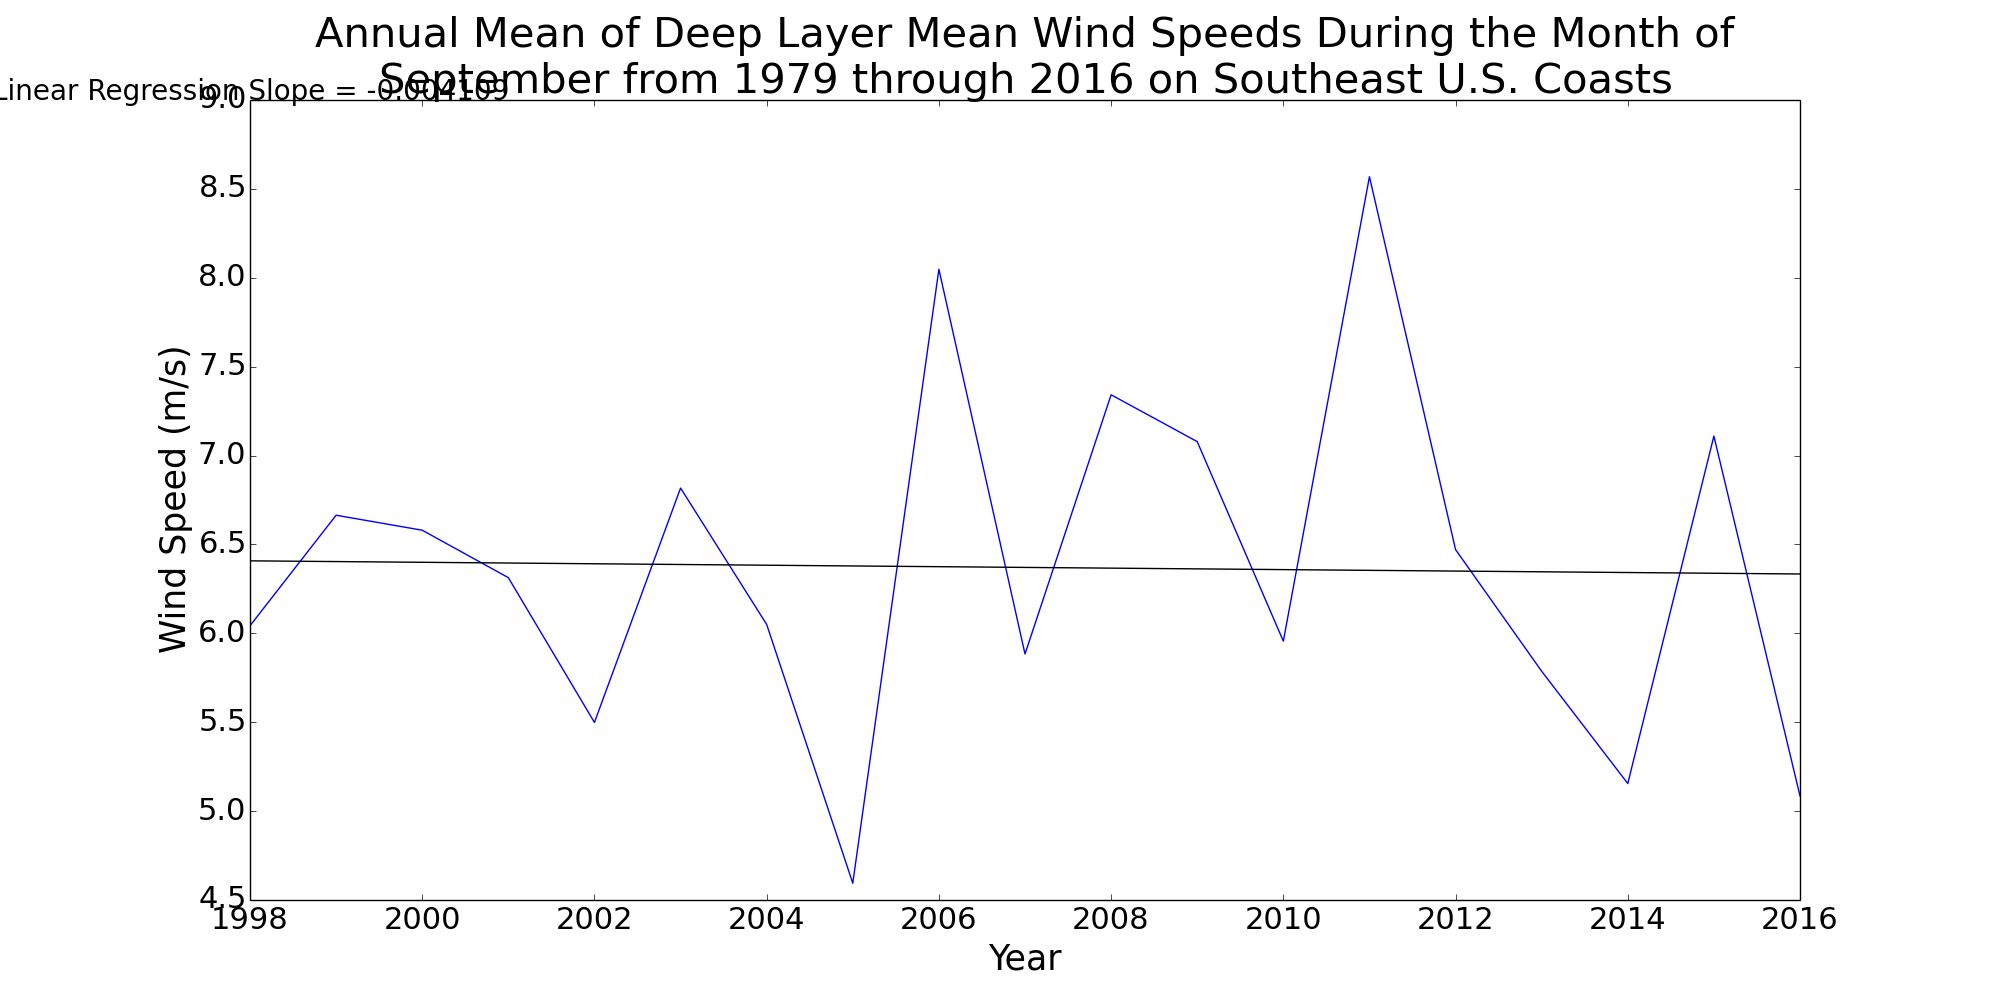 Annual Mean of Deep Layer Mean Wind Speeds During the Month of
September from 1979 through 2016 on Southeast U.S. Coasts
Linear Regression Slope = -0.004109
9.0
8.5
8.0
7.5
7.0
6.5
6.0
5.5
5.0
4.5
Wind Speed (m/s)
1998 2000 2002 2004 2006 2008 2010 2012 2014 2016
Year